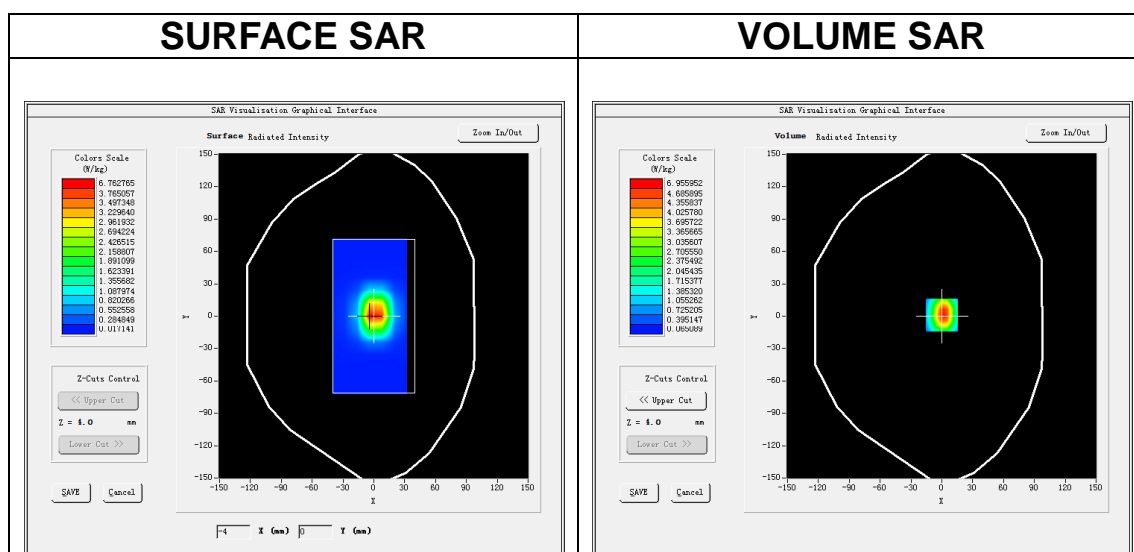 SURFACE SAR
VOLUME SAR
SAR Visualisation Graphical Interface
Surface Radiated Intensity
Zoom In/Out
Colors Scale
(W/kg)
6.762765
3.765057
3.497348
3.229640
2.961932
2.694224
2.426515
2.158807
1.891099
1.623391
1.355682
1.087974
0.820266
0.552558
0.284849
0.017141
150
120
90
60
30
0
-30
-60
-90
-120
-150
Y
-150 -120 -90 -60 -30 0 30 60 90 120 150
X
Z-Cuts Control
<< Upper Cut
Z = 4.0 mm
Lower Cut >>
SAVE Cancel
-4 X (mm) 0 Y (mm)
SAR Visualisation Graphical Interface
Volume Radiated Intensity
Zoom In/Out
Colors Scale
(W/kg)
6.955952
4.685895
4.355837
4.025780
3.695722
3.365665
3.035607
2.705550
2.375492
2.045435
1.715377
1.385320
1.055262
0.725205
0.395147
0.065089
150
120
90
60
30
0
-30
-60
-90
-120
-150
Y
-150 -120 -90 -60 -30 0 30 60 90 120 150
X
Z-Cuts Control
<< Upper Cut
Z = 4.0 mm
Lower Cut >>
SAVE Cancel